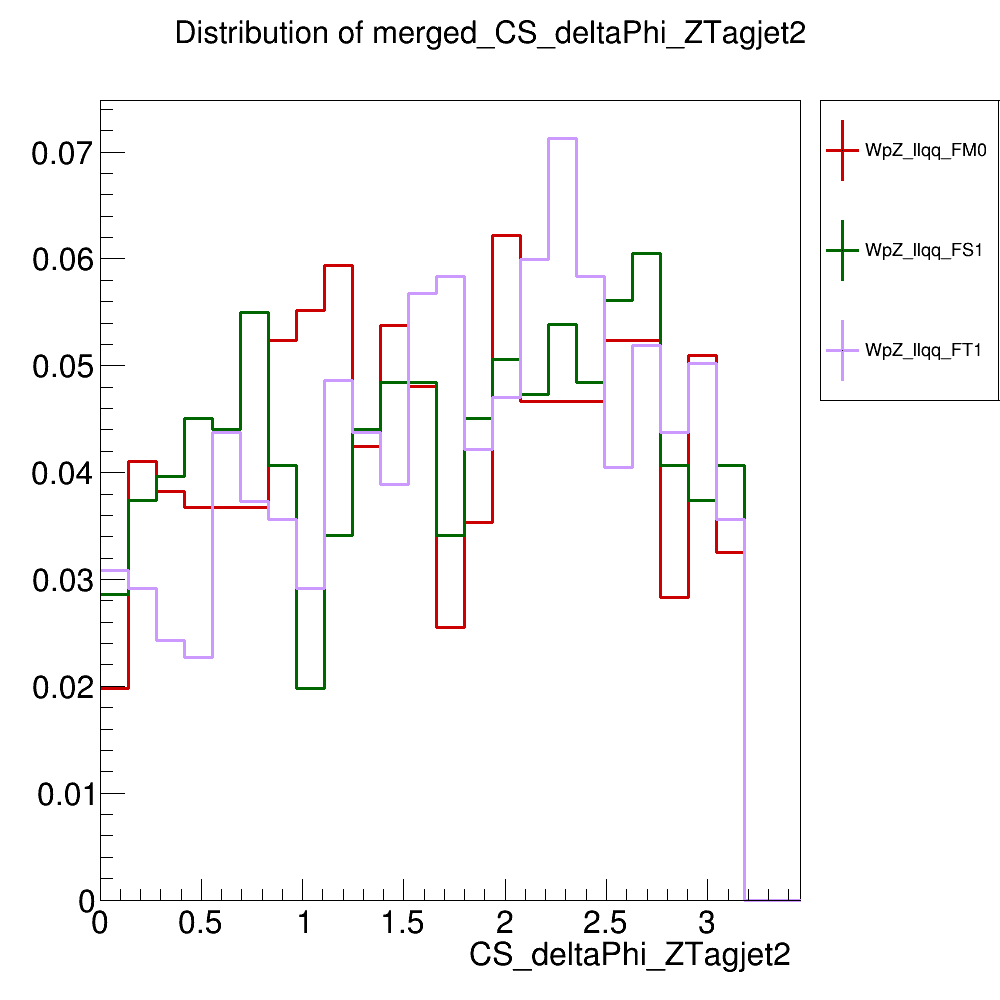 Distribution of merged_CS_deltaPhi_ZTagjet2
0.07
0.06
0.05
0.04
0.03
0.02
0.01
0
0 0.5 1 1.5 2 2.5 3
CS_deltaPhi_ZTagjet2
WpZ_llqq_FM0
WpZ_llqq_FS1
WpZ_llqq_FT1